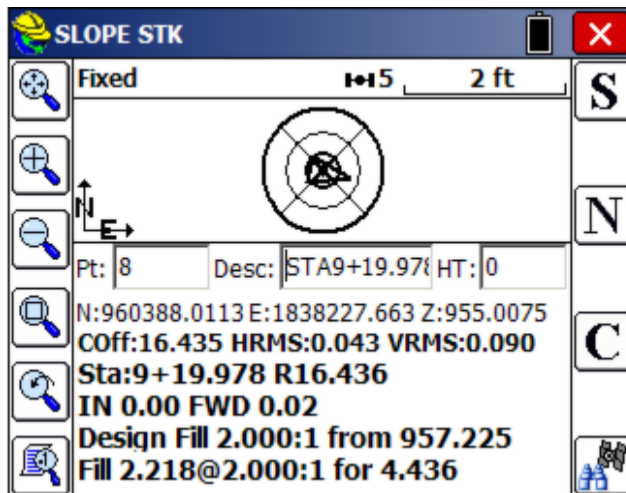 SLOPE STK
Fixed 5 2 ft
S
N
E
N
Pt: 8 Desc: STA9+19.978 HT: 0
N:960388.0113 E:1838227.663 Z:955.0075
COff:16.435 HRMS:0.043 VRMS:0.090
C
Sta:9+19.978 R16.436
IN 0.00 FWD 0.02
Design Fill 2.000:1 from 957.225
Fill 2.218@2.000:1 for 4.436